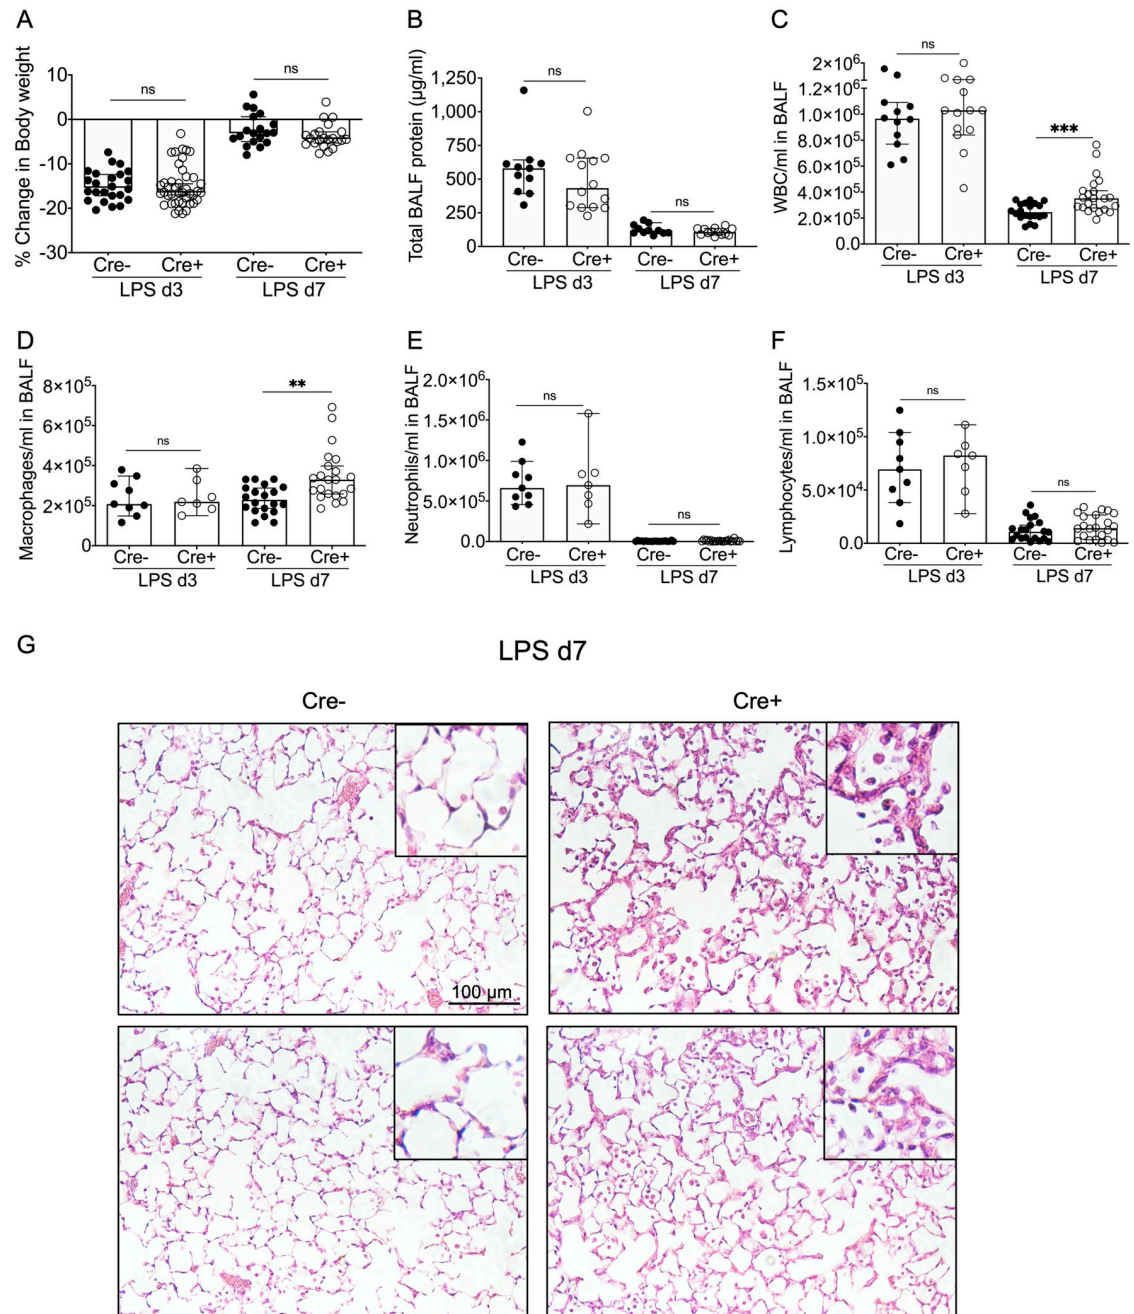 A
% Change in Body weight
10
0
-10
-20
-30
ns
ns
Cre-
Cre+
Cre-
Cre+
LPS d3
LPS d7
B
Total BALF protein (µg/ml)
1,250
1,000
750
500
250
0
ns
ns
Cre-
Cre+
Cre-
Cre+
LPS d3
LPS d7
C
WBC/ml in BALF
2×10⁶
1.2×10⁶
1.2×10⁶
8.0×10⁵
6.0×10⁵
4.0×10⁵
2.0×10⁵
0.0
ns
***
Cre-
Cre+
Cre-
Cre+
LPS d3
LPS d7
D
Macrophages/ml in BALF
8×10⁵
6×10⁵
4×10⁵
2×10⁵
0
ns
**
Cre-
Cre+
Cre-
Cre+
LPS d3
LPS d7
E
Neutrophils/ml in BALF
2.0×10⁶
1.5×10⁶
1.0×10⁶
5.0×10⁵
0.0
ns
ns
Cre-
Cre+
Cre-
Cre+
LPS d3
LPS d7
F
Lymphocytes/ml in BALF
1.5×10⁵
1.0×10⁵
5.0×10⁴
0.0
ns
ns
Cre-
Cre+
Cre-
Cre+
LPS d3
LPS d7
G
LPS d7
Cre-
Cre+
100 µm